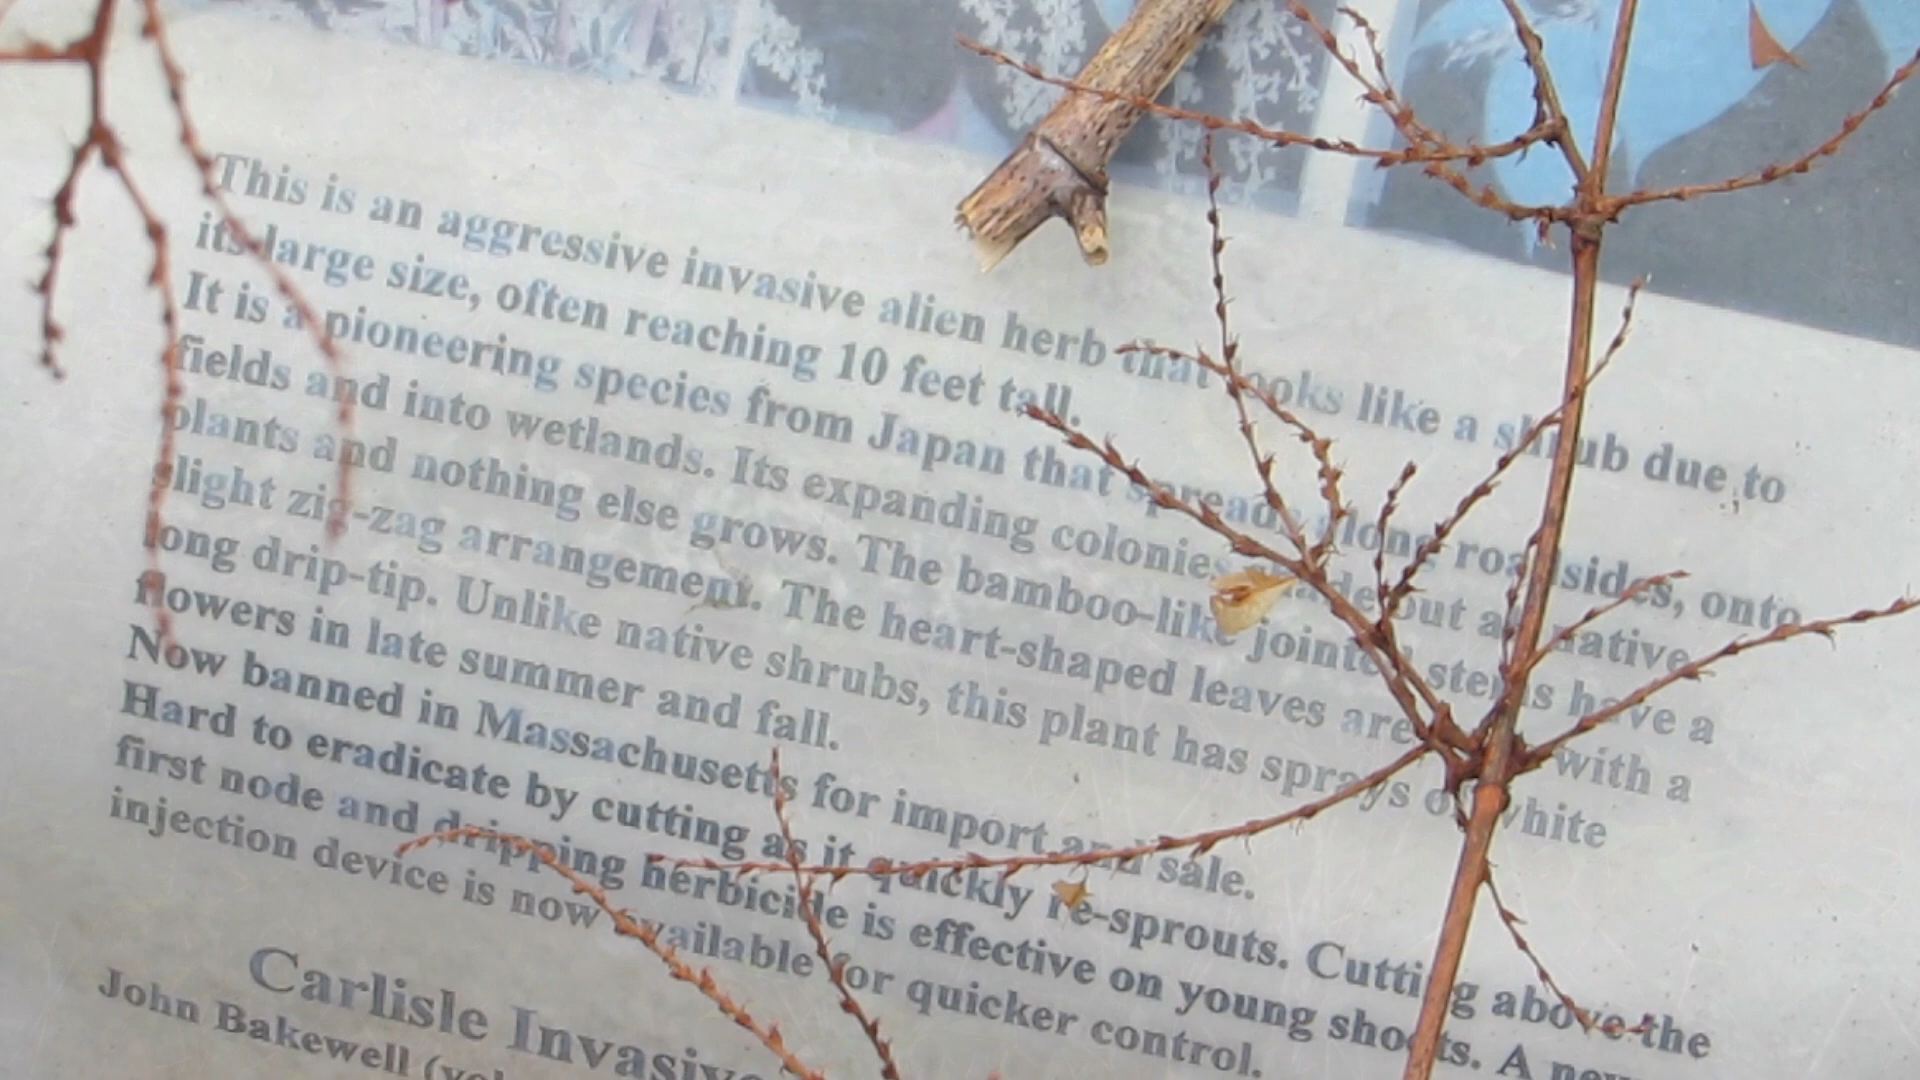 This is an aggressive invasive alien herb that looks like a shrub due to
its large size, often reaching 10 feet tall.
It is a pioneering species from Japan that spreads along roadsides, onto
fields and into wetlands. Its expanding colonies shade out all native
plants and nothing else grows. The bamboo-like jointed stems have a
slight zig-zag arrangement. The heart-shaped leaves are with a
long drip-tip. Unlike native shrubs, this plant has sprays of white
flowers in late summer and fall.
Now banned in Massachusetts for import and sale.
Hard to eradicate by cutting as it quickly re-sprouts. Cutting above the
first node and dripping herbicide is effective on young shoots. A new
injection device is now available for quicker control.
Carlisle Invasive
John Bakewell